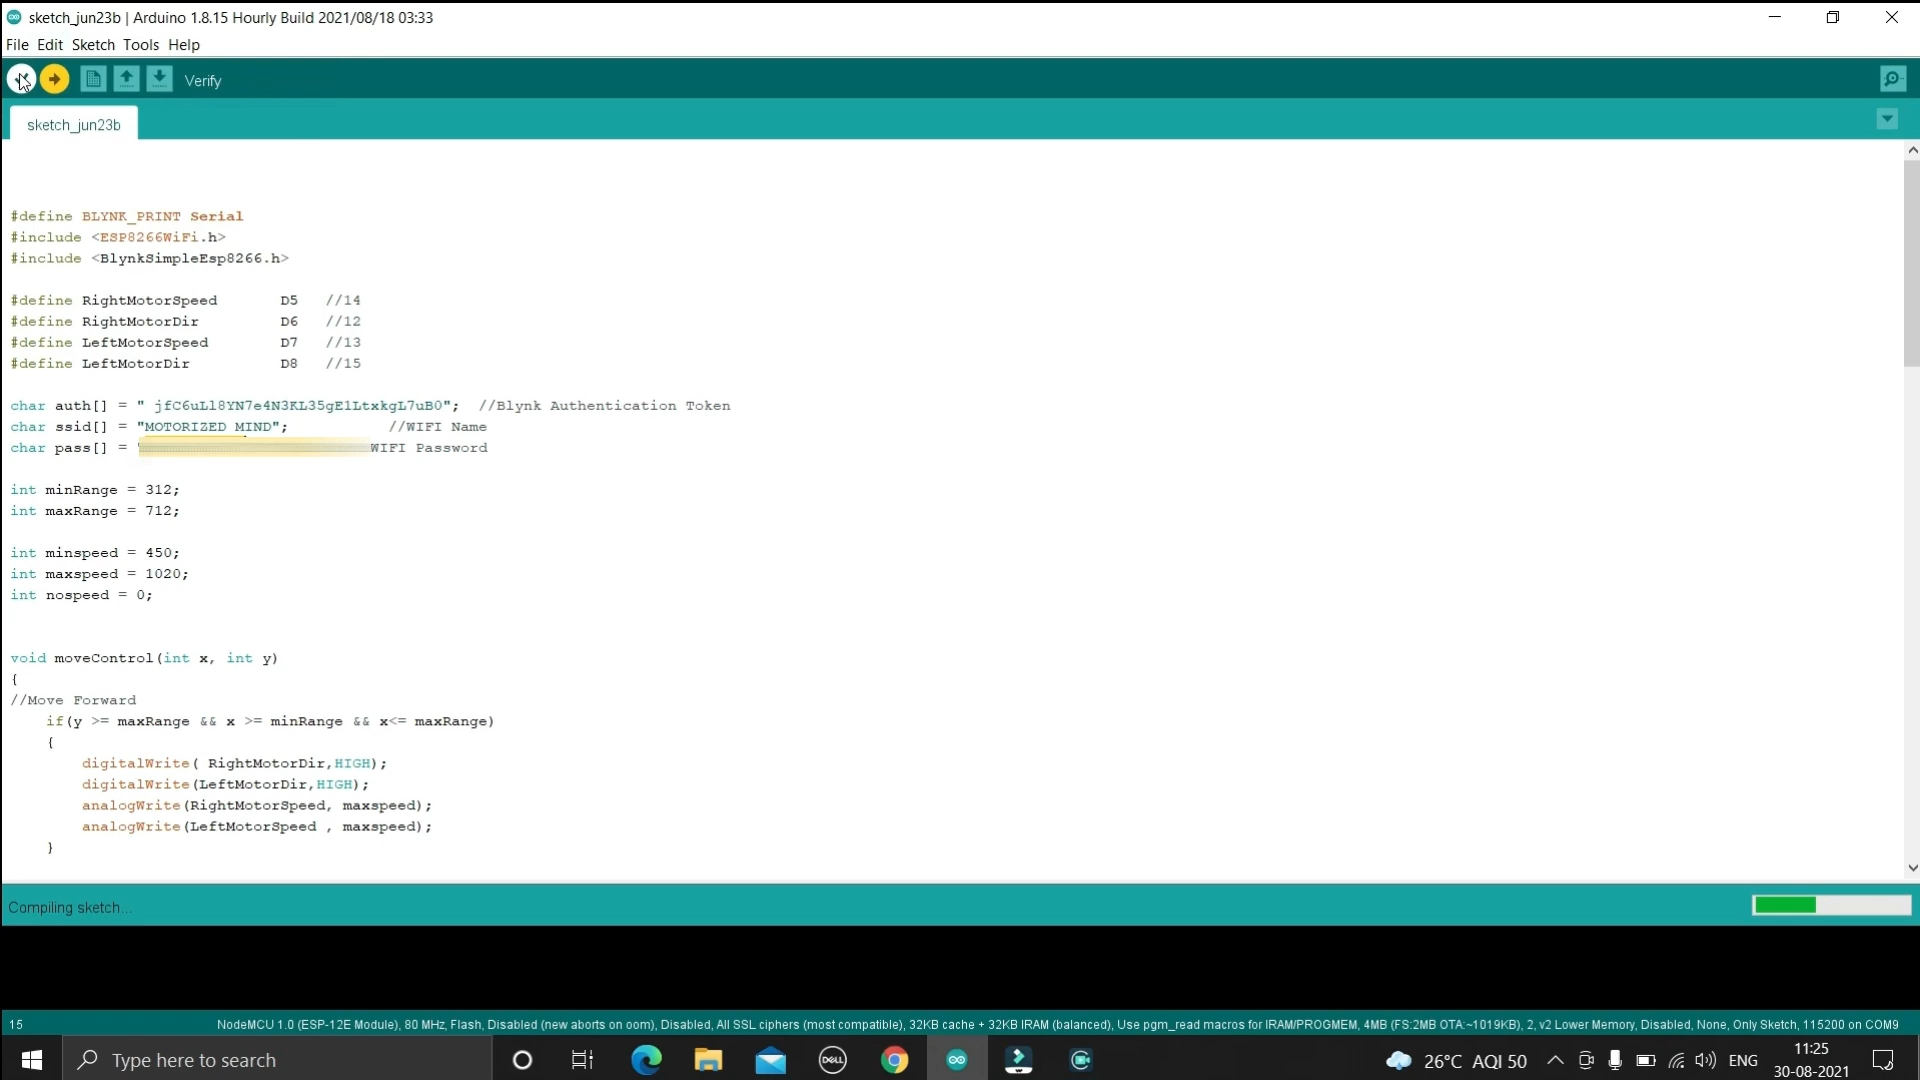 sketch_jun23b | Arduino 1.8.15 Hourly Build 2021/08/18 03:33
File Edit Sketch Tools Help
Verify
sketch_jun23b
#define BLYNK_PRINT Serial
#include <ESP8266WiFi.h>
#include <BlynkSimpleEsp8266.h>
#define RightMotorSpeed D5 //14
#define RightMotorDir D6 //12
#define LeftMotorSpeed D7 //13
#define LeftMotorDir D8 //15
char auth[] = " jfC6uLl8YN7e4N3KL35gE1LtxkgL7uB0"; //Blynk Authentication Token
char ssid[] = "MOTORIZED MIND"; //WIFI Name
char pass[] = WIFI Password
int minRange = 312;
int maxRange = 712;
int minspeed = 450;
int maxspeed = 1020;
int nospeed = 0;
void moveControl(int x, int y)
{
//Move Forward
if(y >= maxRange && x >= minRange && x<= maxRange)
{
digitalWrite( RightMotorDir,HIGH);
digitalWrite(LeftMotorDir,HIGH);
analogWrite(RightMotorSpeed, maxspeed);
analogWrite(LeftMotorSpeed , maxspeed);
}
Compiling sketch...
15 NodeMCU 1.0 (ESP-12E Module), 80 MHz, Flash, Disabled (new aborts on oom), Disabled, All SSL ciphers (most compatible), 32KB cache + 32KB IRAM (balanced), Use pgm_read macros for IRAM/PROGMEM, 4MB (FS:2MB OTA:~1019KB), 2, v2 Lower Memory, Disabled, None, Only Sketch, 115200 on COM9
Type here to search
DELL
26°C AQI 50
ENG
11:25
30-08-2021